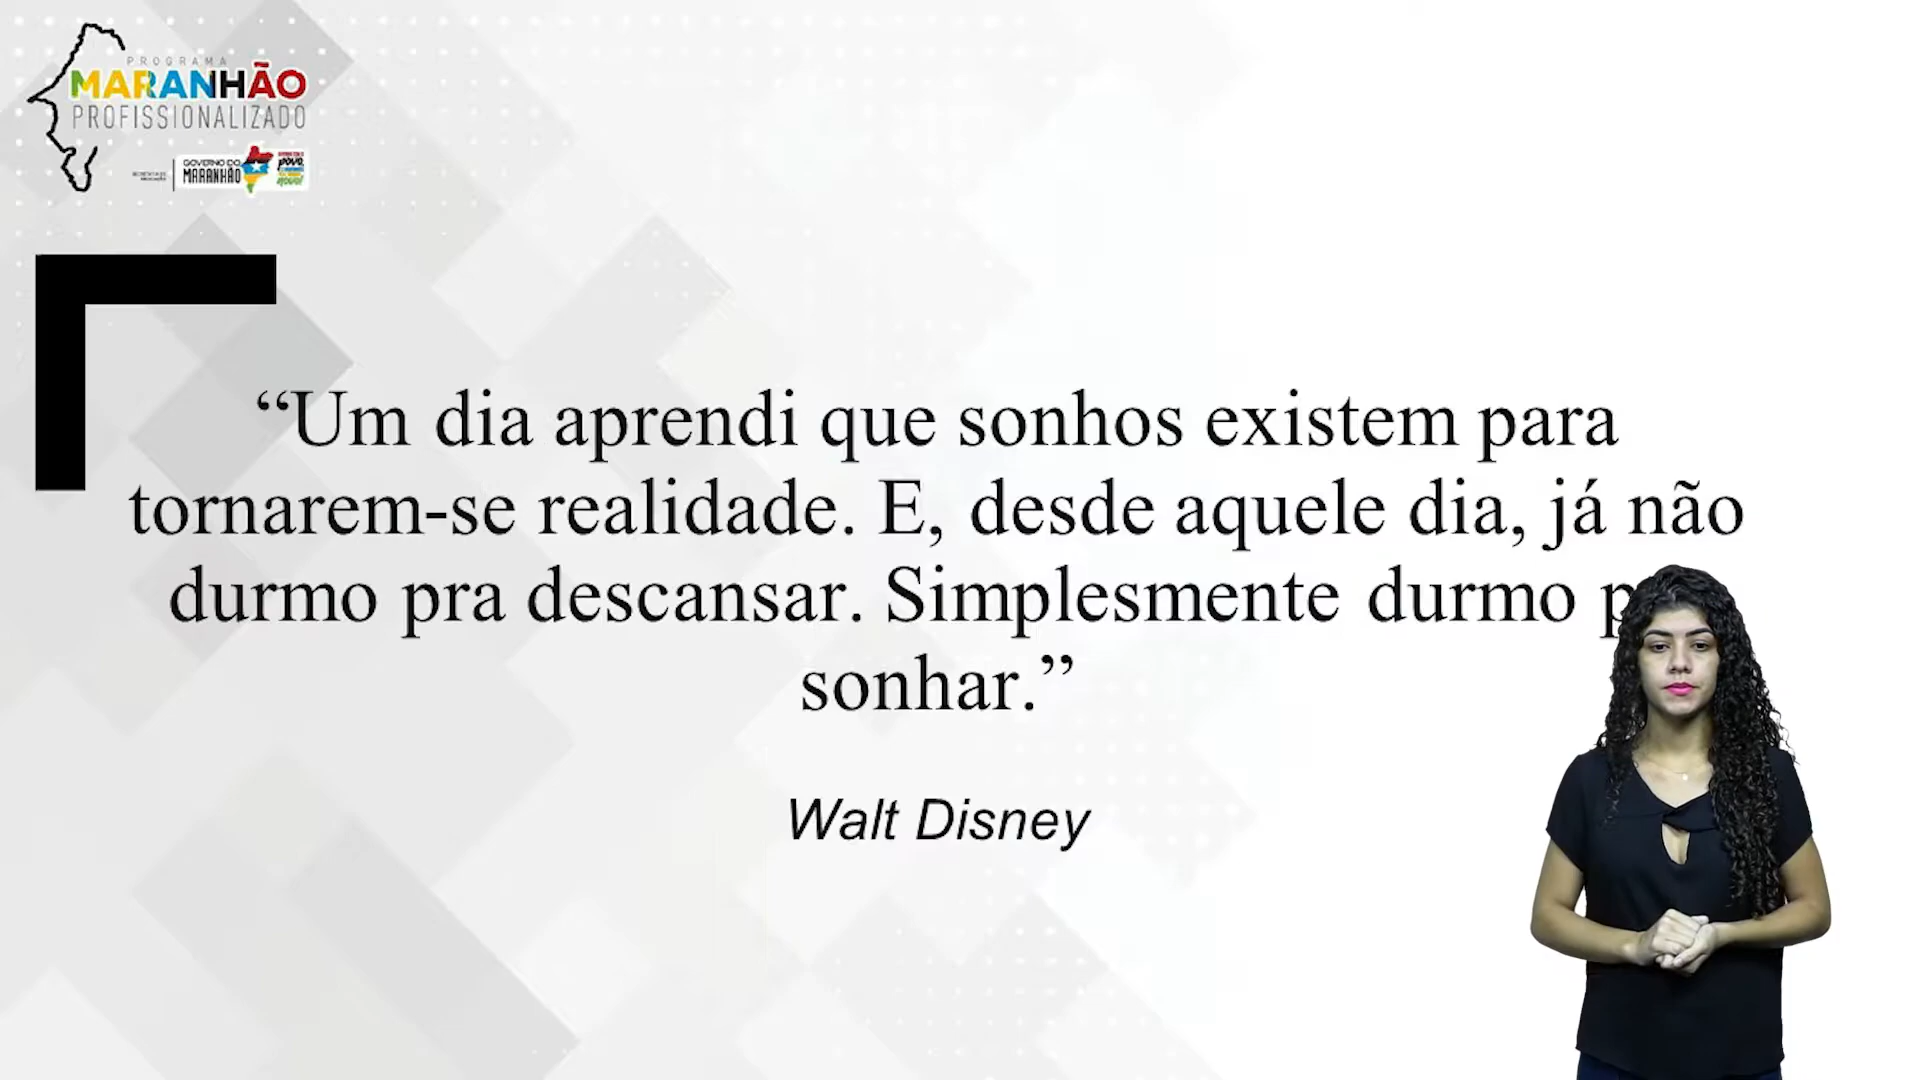 PROGRAMA
MARANHÃO
PROFISSIONALIZADO
GOVERNO DO
MARANHÃO
“Um dia aprendi que sonhos existem para
tornarem-se realidade. E, desde aquele dia, já não
durmo pra descansar. Simplesmente durmo
sonhar.”
Walt Disney